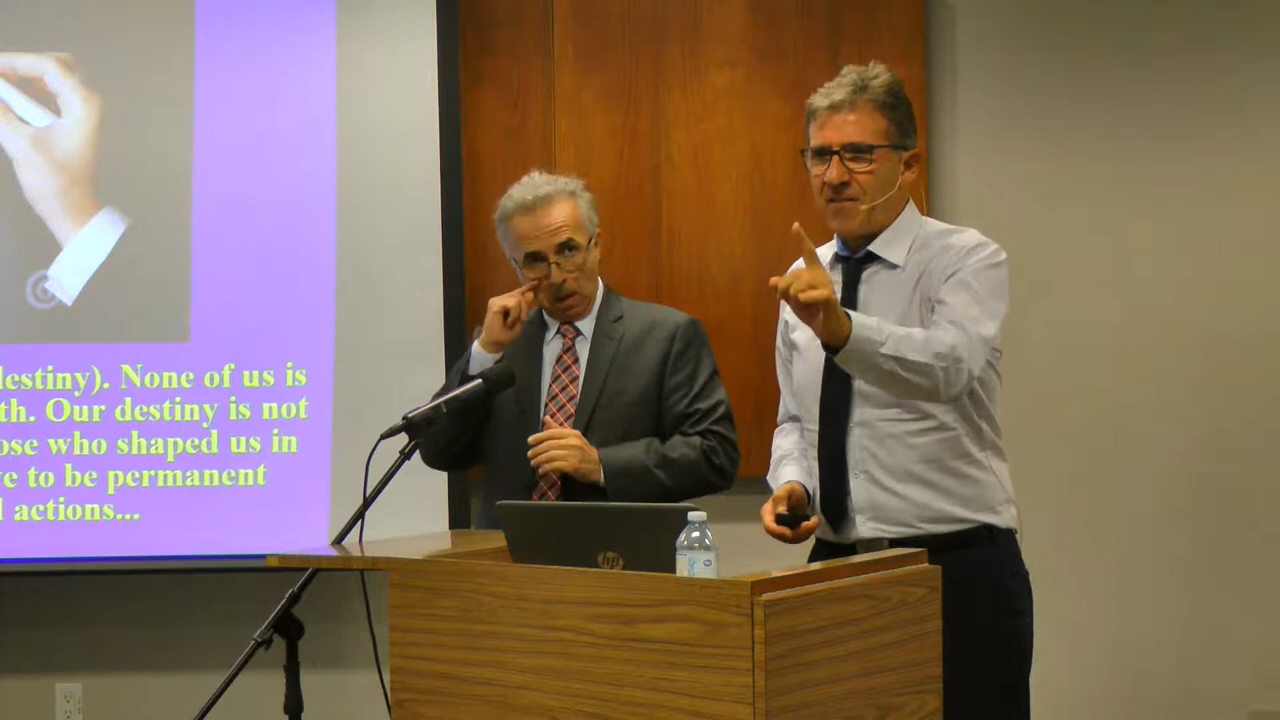 destiny). None of us is
th. Our destiny is not
ose who shaped us in
ve to be permanent
actions...
hp